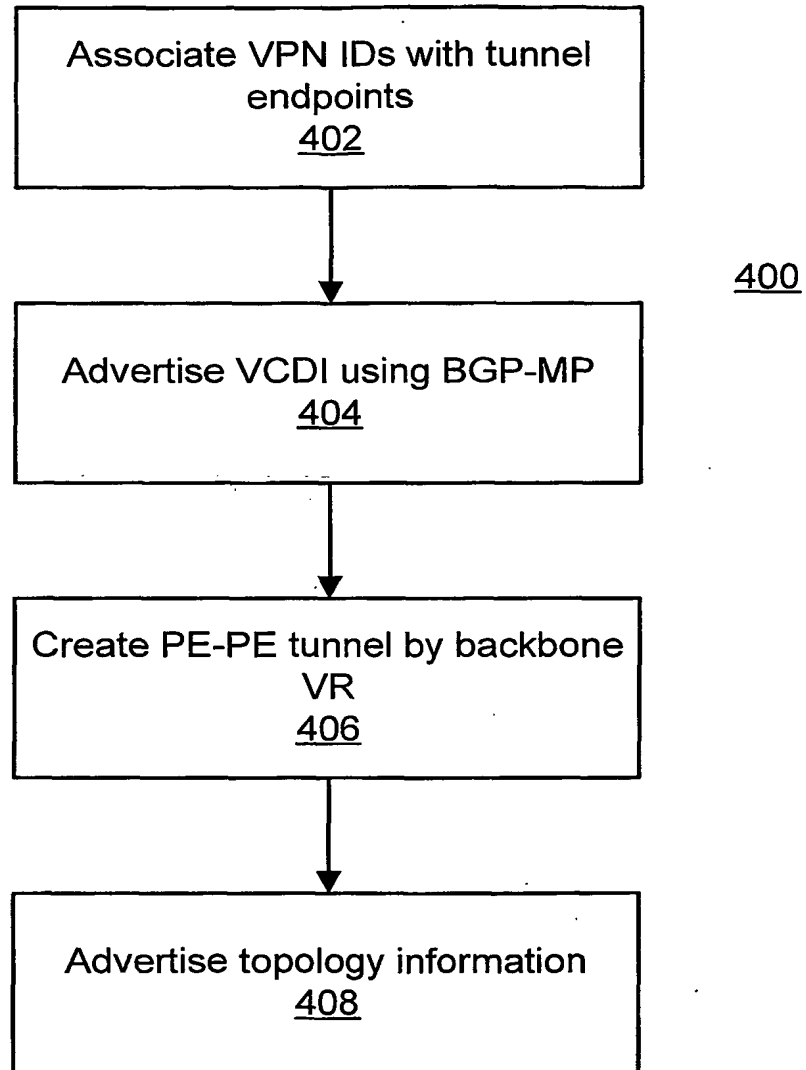 Associate VPN IDs with tunnel
endpoints
402
400
Advertise VCDI using BGP-MP
404
Create PE-PE tunnel by backbone
VR
406
Advertise topology information
408